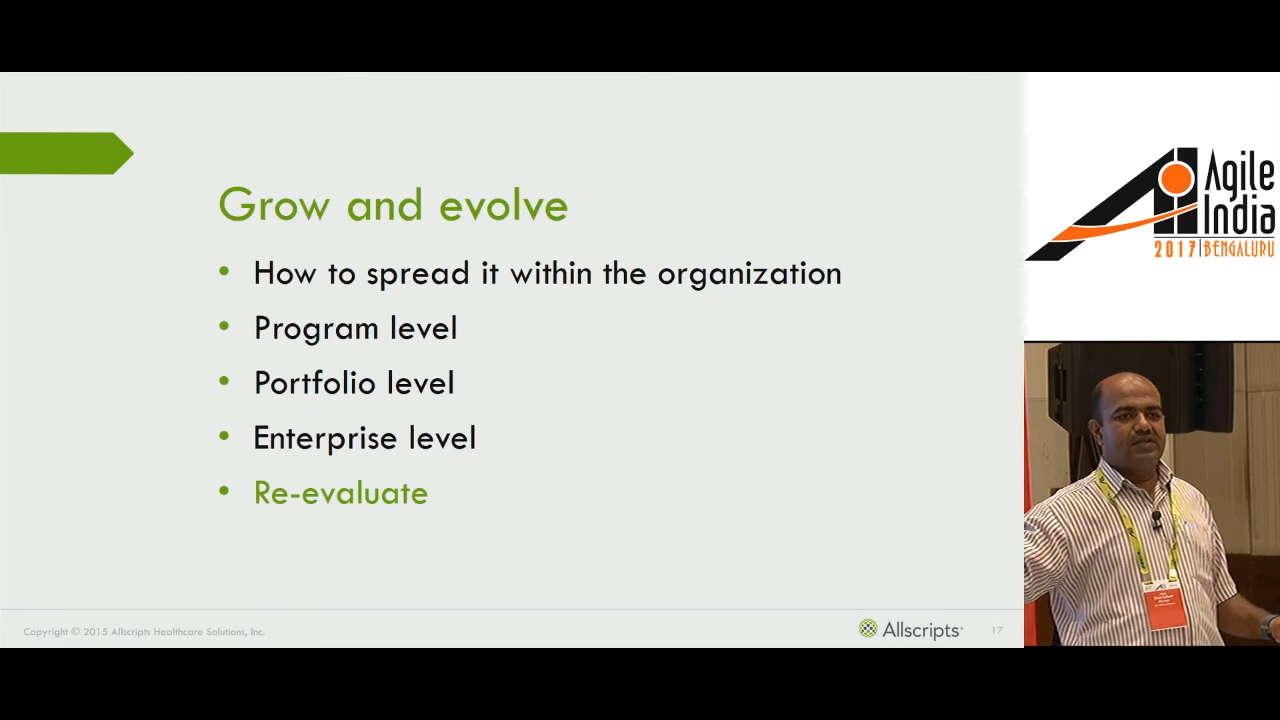 Grow and evolve
• How to spread it within the organization
• Program level
• Portfolio level
• Enterprise level
• Re-evaluate
Copyright © 2015 Allscripts Healthcare Solutions, Inc.
Allscripts
17
Agile
India
2017 | BENGALURU